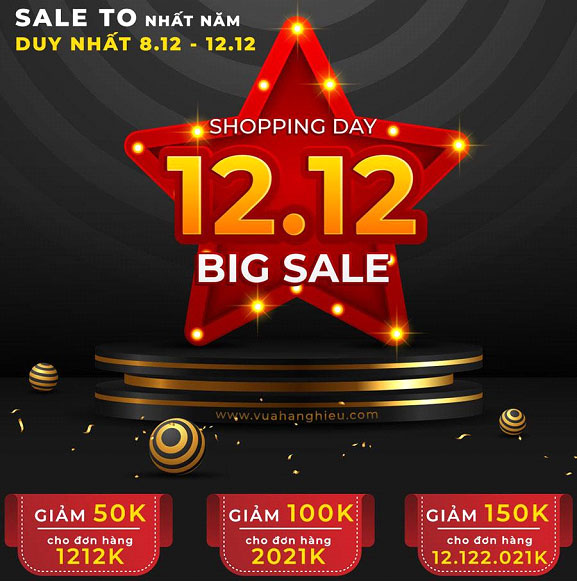 SALE TO NHẤT NĂM
DUY NHẤT 8.12 - 12.12
SHOPPING DAY
12.12
BIG SALE
www.vuahanghieu.com
GIẢM 50K
cho đơn hàng
1212K
GIẢM 100K
cho đơn hàng
2021K
GIẢM 150K
cho đơn hàng
12.122.021K